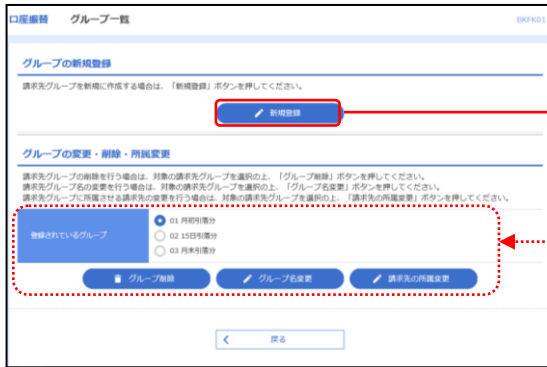 口座振替 グループ一覧 BKFK01
グループの新規登録
請求先グループを新規に作成する場合は、「新規登録」ボタンを押してください。
新規登録
グループの変更・削除・所属変更
請求先グループの削除を行う場合は、対象の請求先グループを選択の上、「グループ削除」ボタンを押してください。
請求先グループ名の変更を行う場合は、対象の請求先グループを選択の上、「グループ名変更」ボタンを押してください。
請求先グループに所属させる請求先の変更を行う場合は、対象の請求先グループを選択の上、「請求先の所属変更」ボタンを押してください。
登録されているグループ
01 月初引落分
02 15日引落分
03 月末引落分
グループ削除 グループ名変更 請求先の所属変更
戻る